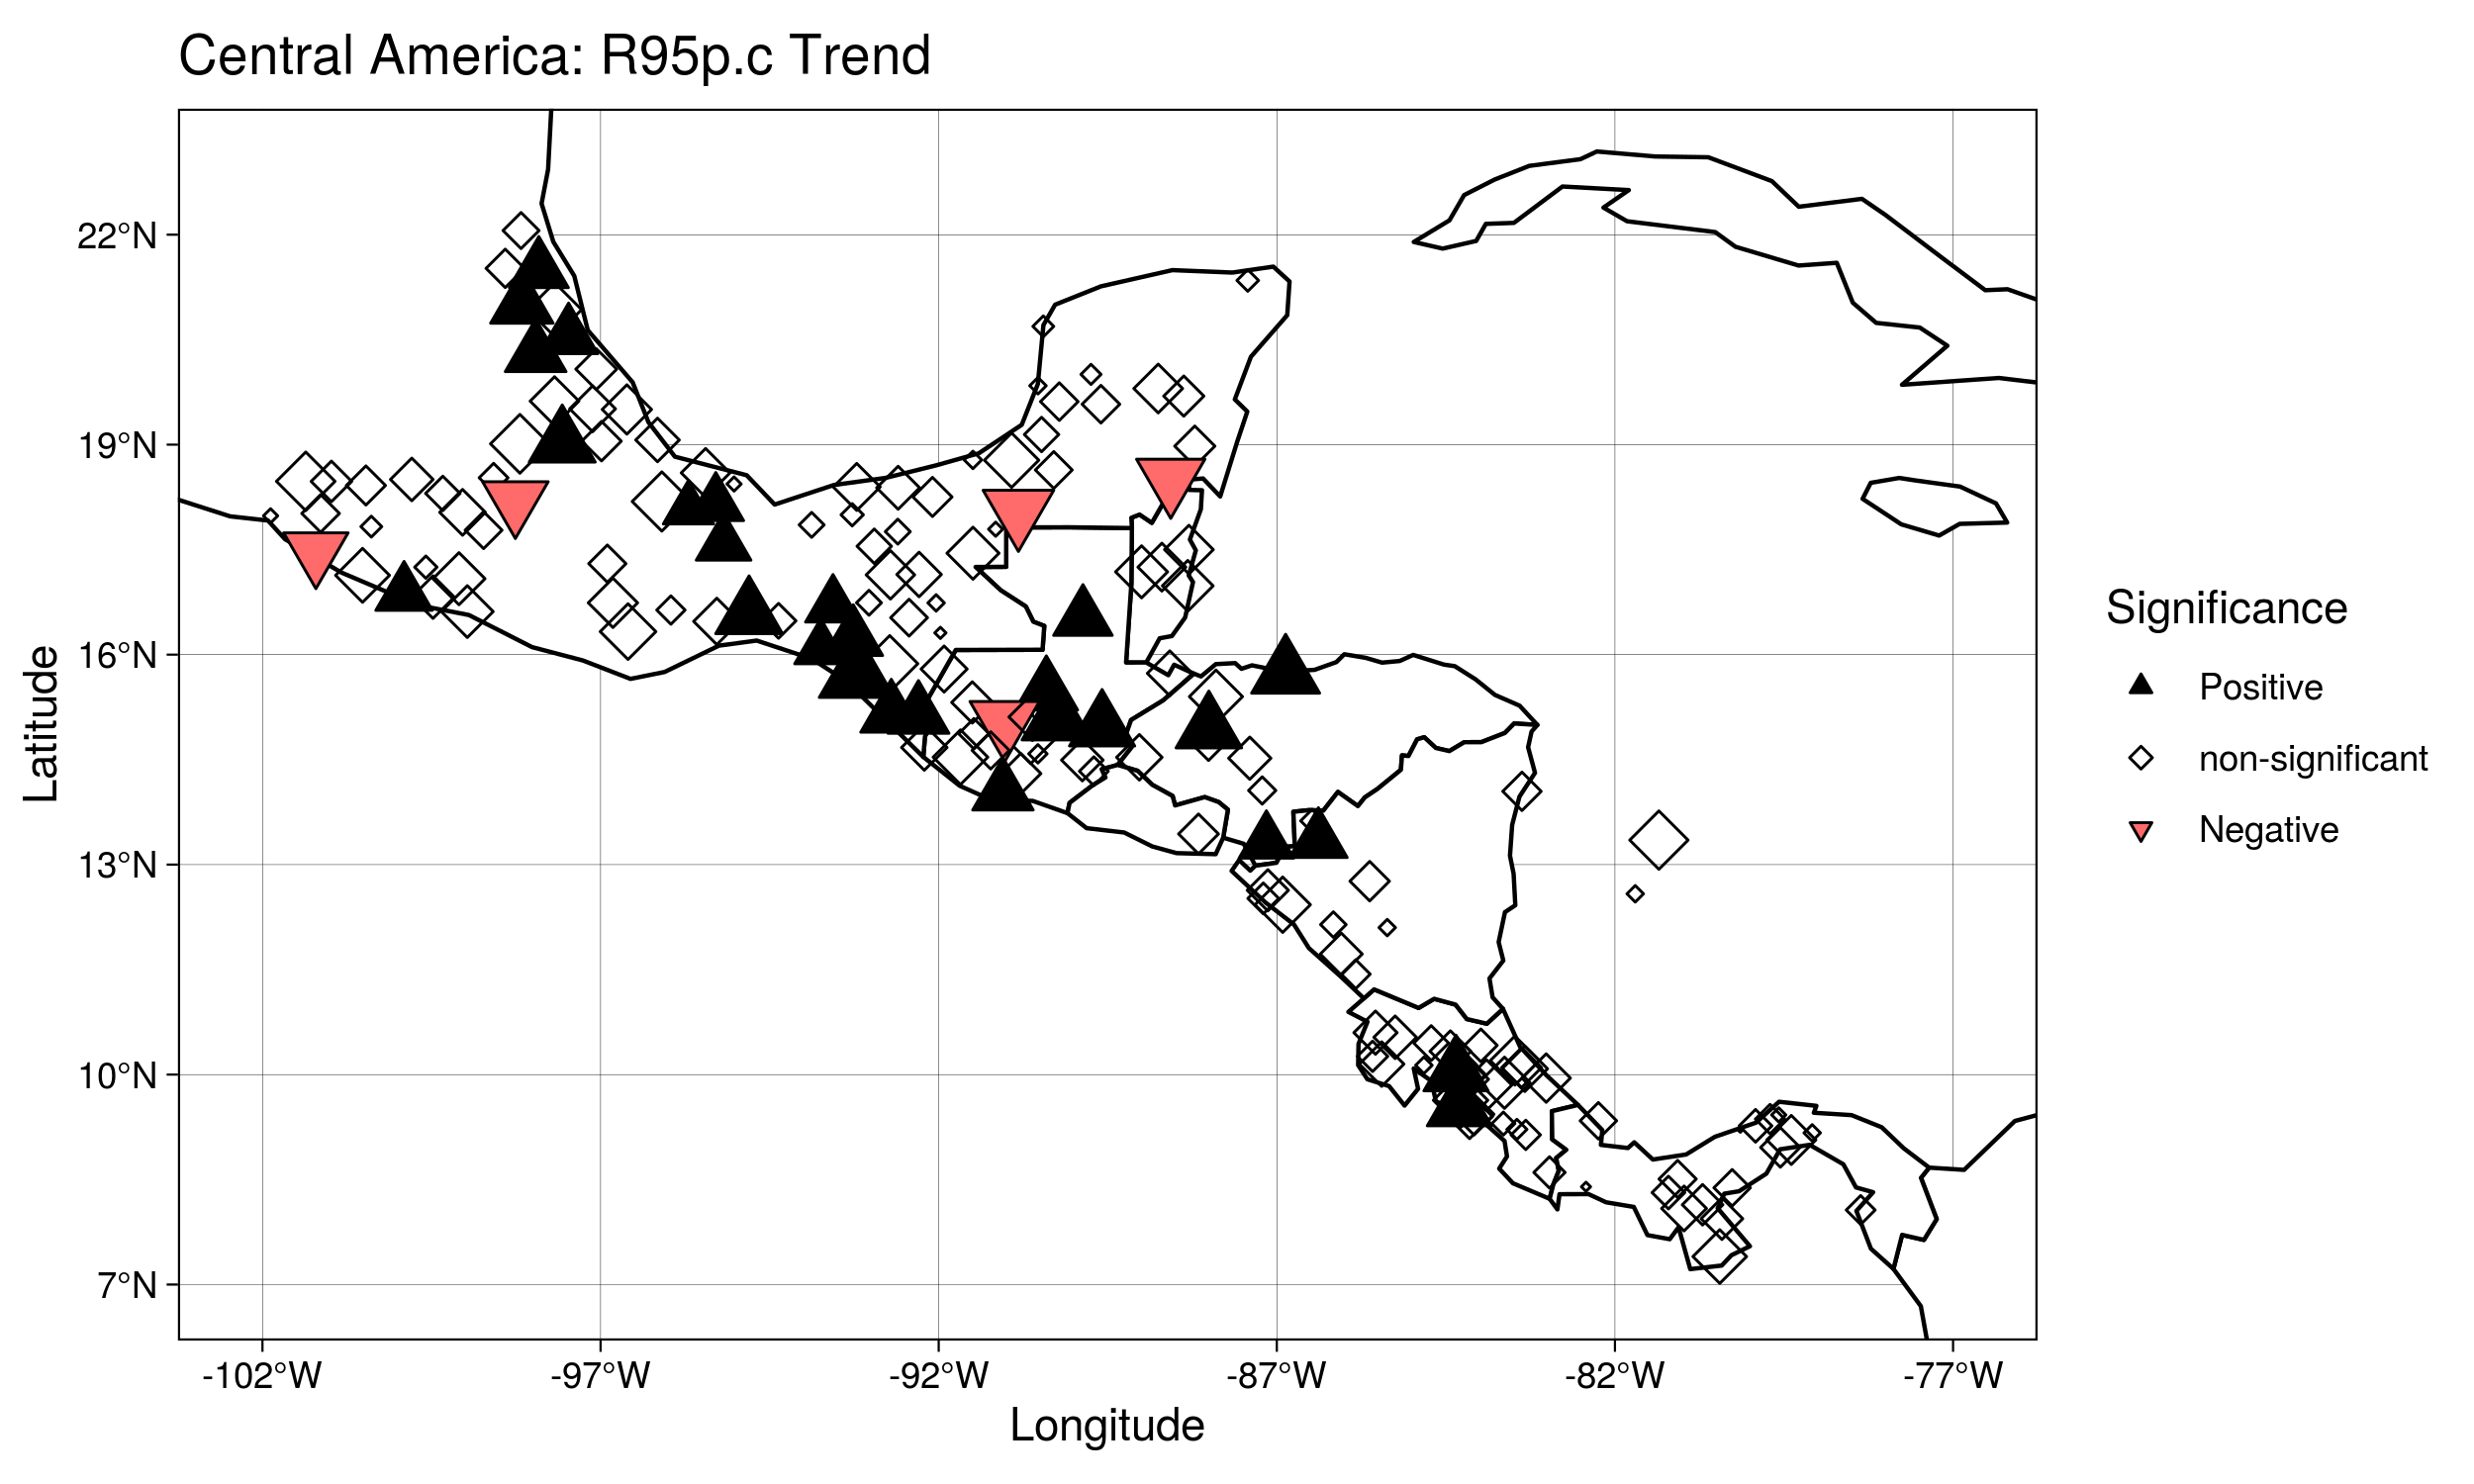 Central America: R95p.c Trend
22°N
19°N
16°N
13°N
10°N
7°N
Latitude
-102°W
-97°W
-92°W
-87°W
-82°W
-77°W
Longitude
Significance
Positive
non-significant
Negative